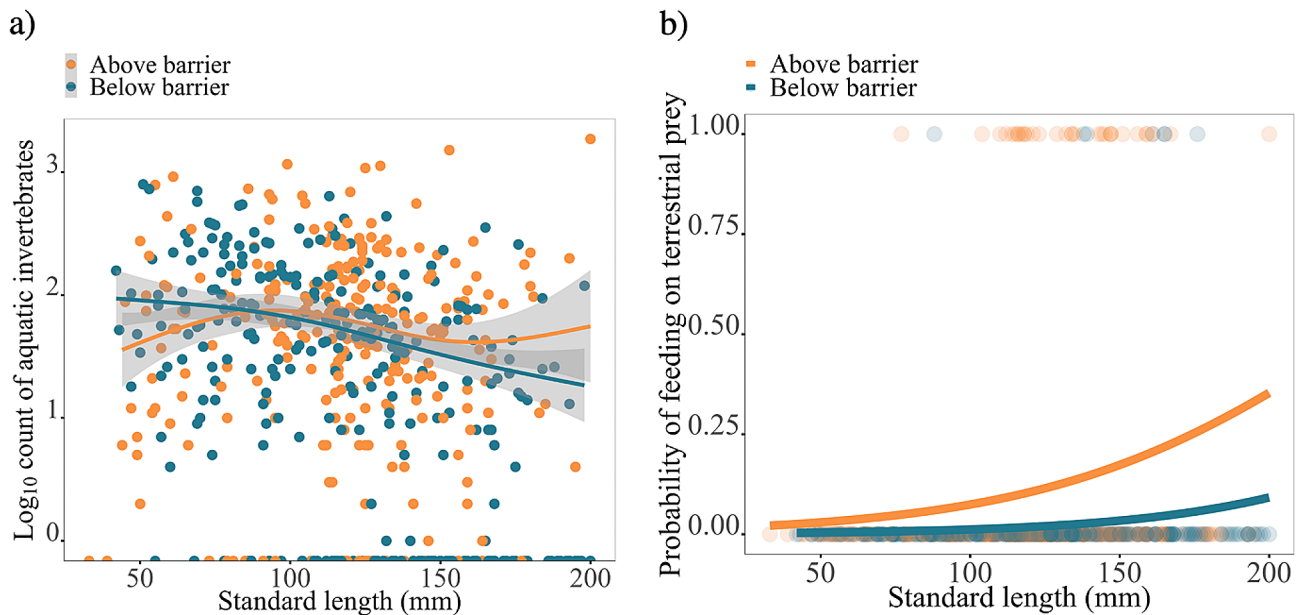 a)
Above barrier
Below barrier
Log₁₀ count of aquatic invertebrates
3
2
1
0
50
100
150
200
Standard length (mm)
b)
Above barrier
Below barrier
Probability of feeding on terrestrial prey
1.00
0.75
0.50
0.25
0.00
50
100
150
200
Standard length (mm)